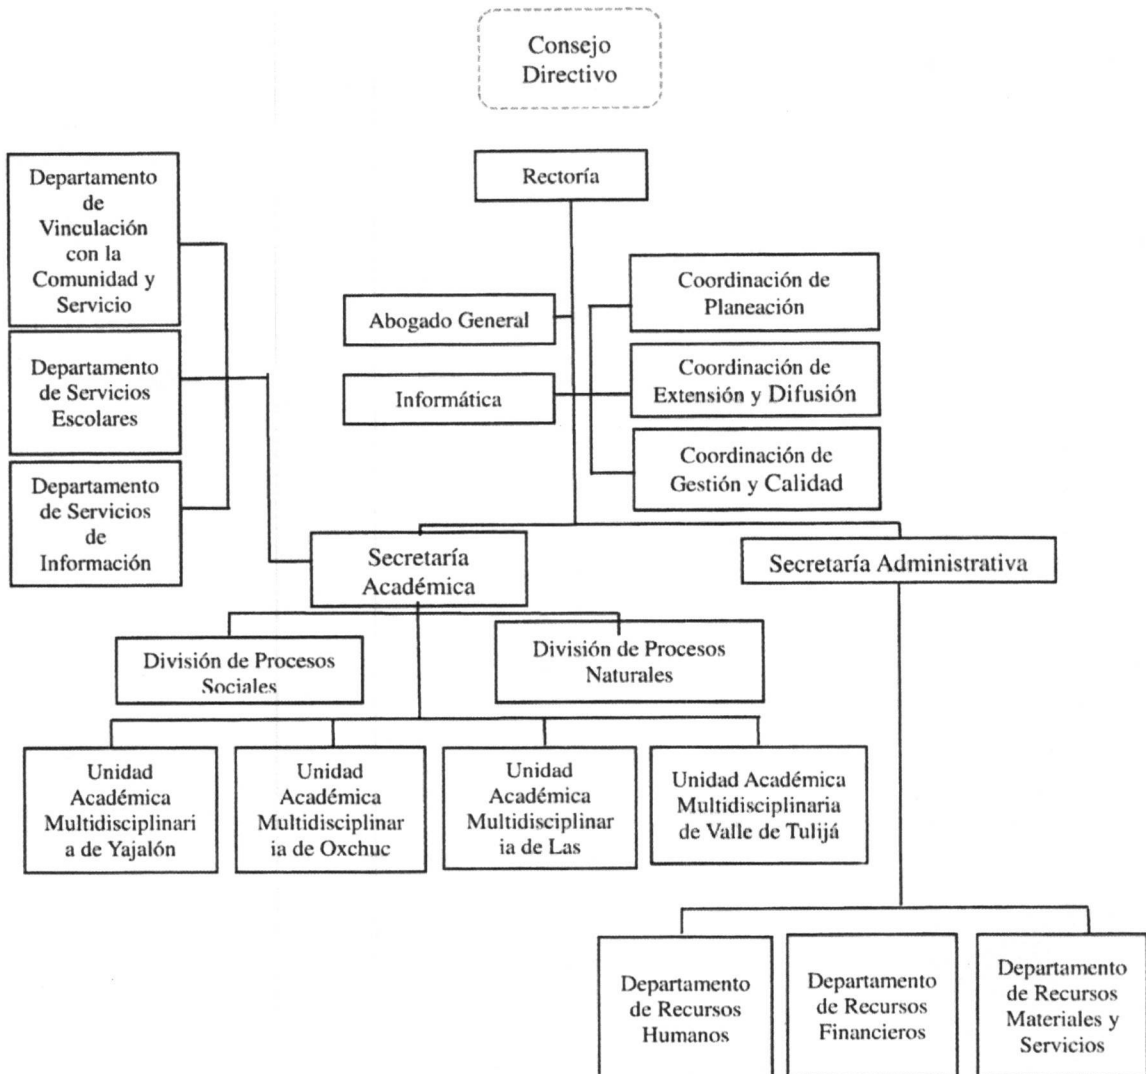 Consejo
Directivo
Rectoría
Departamento
de
Vinculación
con la
Comunidad y
Servicio
Departamento
de Servicios
Escolares
Departamento
de Servicios
de
Información
Abogado General
Informática
Coordinación de
Planeación
Coordinación de
Extensión y Difusión
Coordinación de
Gestión y Calidad
Secretaría
Académica
Secretaría Administrativa
División de Procesos
Sociales
División de Procesos
Naturales
Unidad
Académica
Multidisciplinari
a de Yajalón
Unidad
Académica
Multidisciplinar
ia de Oxchuc
Unidad
Académica
Multidisciplinar
ia de Las
Unidad Académica
Multidisciplinaria
de Valle de Tulijá
Departamento
de Recursos
Humanos
Departamento
de Recursos
Financieros
Departamento
de Recursos
Materiales y
Servicios